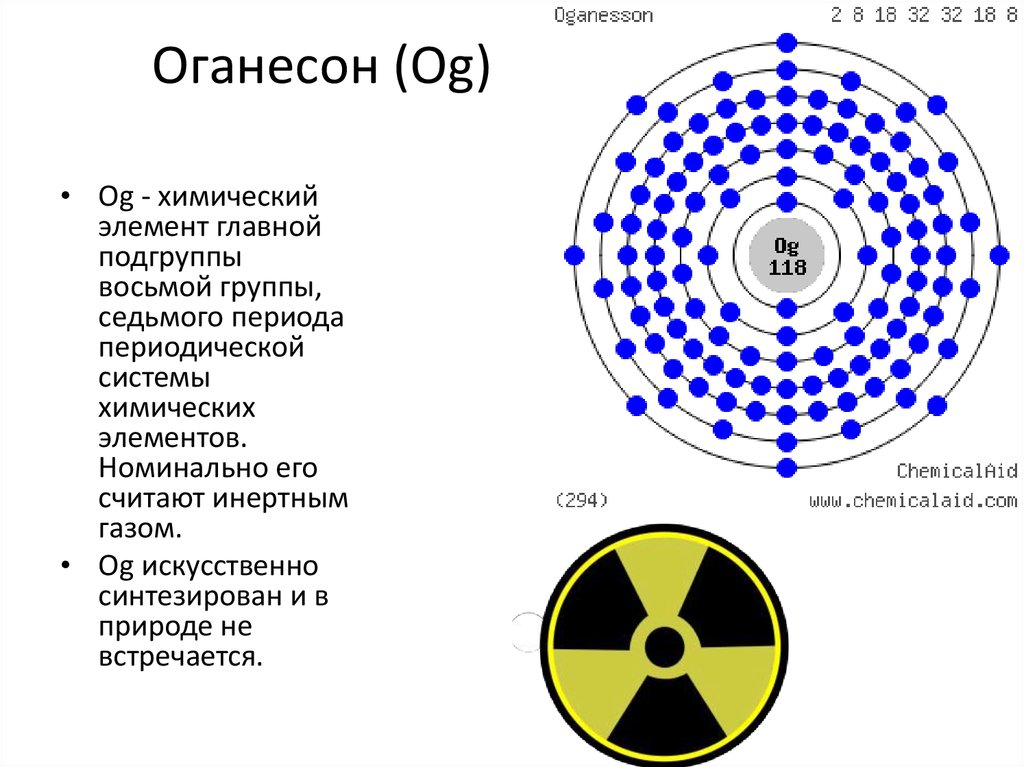 Oganesson
2 8 18 32 32 18 8
Оганесон (Og)
• Og - химический
элемент главной
подгруппы
восьмой группы,
седьмого периода
периодической
системы
химических
элементов.
Номинально его
считают инертным
газом.
• Og искусственно
синтезирован и в
природе не
встречается.
Og
118
ChemicalAid
(294)
www.chemicalaid.com